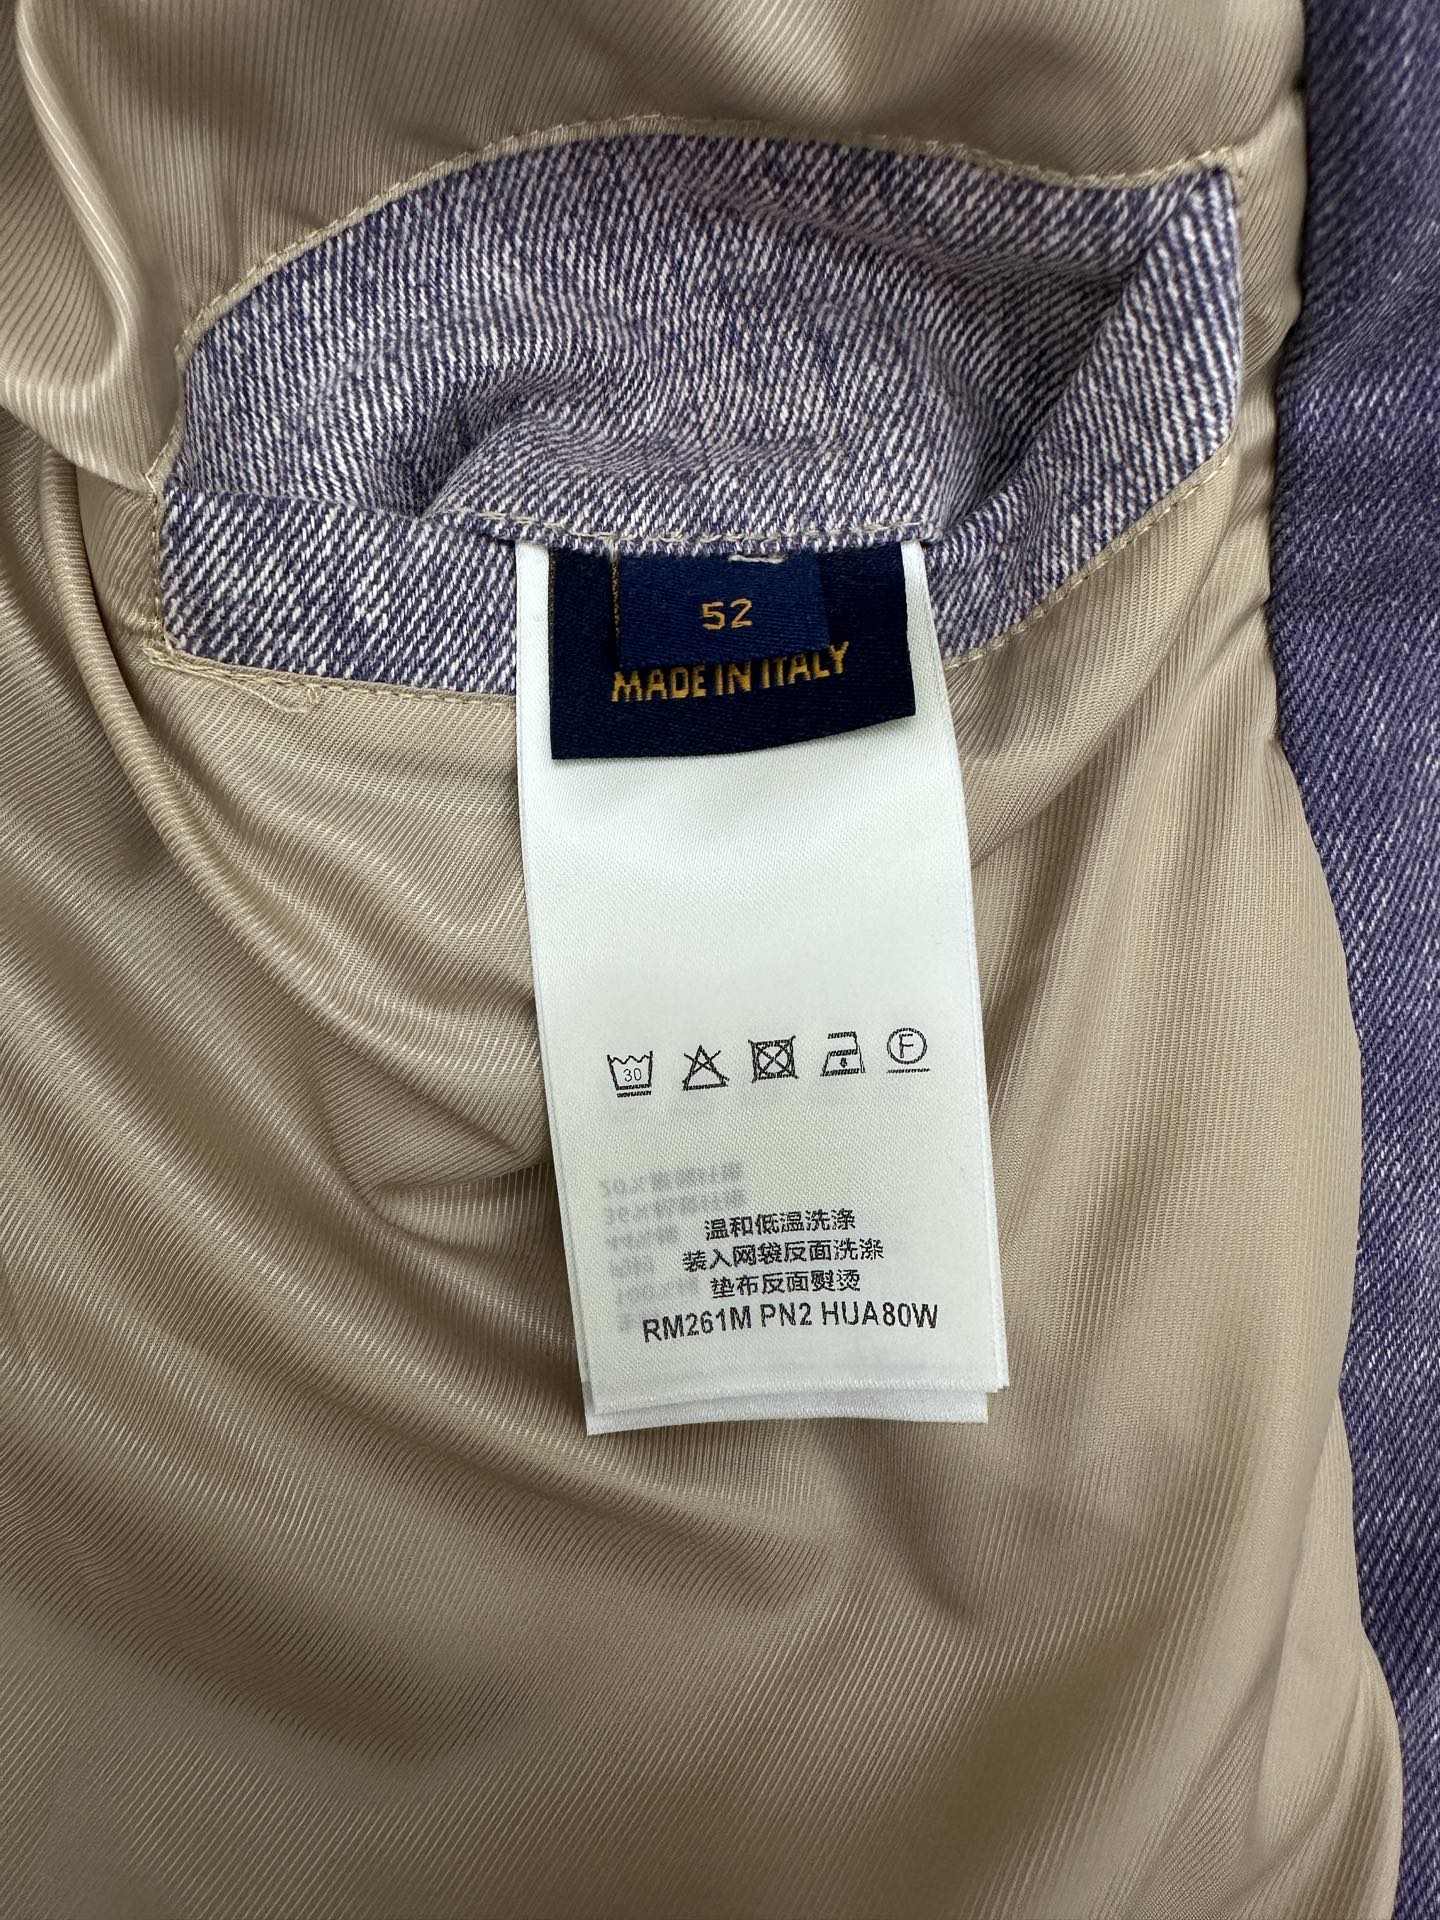 52
MADE IN ITALY
30
F
温和低温洗涤
装入网袋反面洗涤
垫布反面熨烫
RM261M PN2 HUA80W